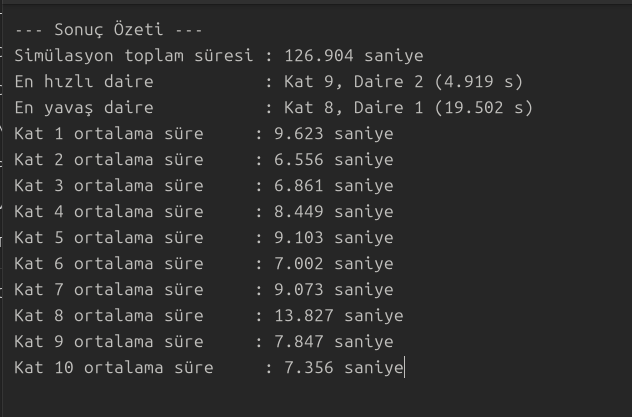 --- Sonuç Özeti ---
Simülasyon toplam süresi : 126.904 saniye
En hızlı daire : Kat 9, Daire 2 (4.919 s)
En yavaş daire : Kat 8, Daire 1 (19.502 s)
Kat 1 ortalama süre : 9.623 saniye
Kat 2 ortalama süre : 6.556 saniye
Kat 3 ortalama süre : 6.861 saniye
Kat 4 ortalama süre : 8.449 saniye
Kat 5 ortalama süre : 9.103 saniye
Kat 6 ortalama süre : 7.002 saniye
Kat 7 ortalama süre : 9.073 saniye
Kat 8 ortalama süre : 13.827 saniye
Kat 9 ortalama süre : 7.847 saniye
Kat 10 ortalama süre : 7.356 saniye